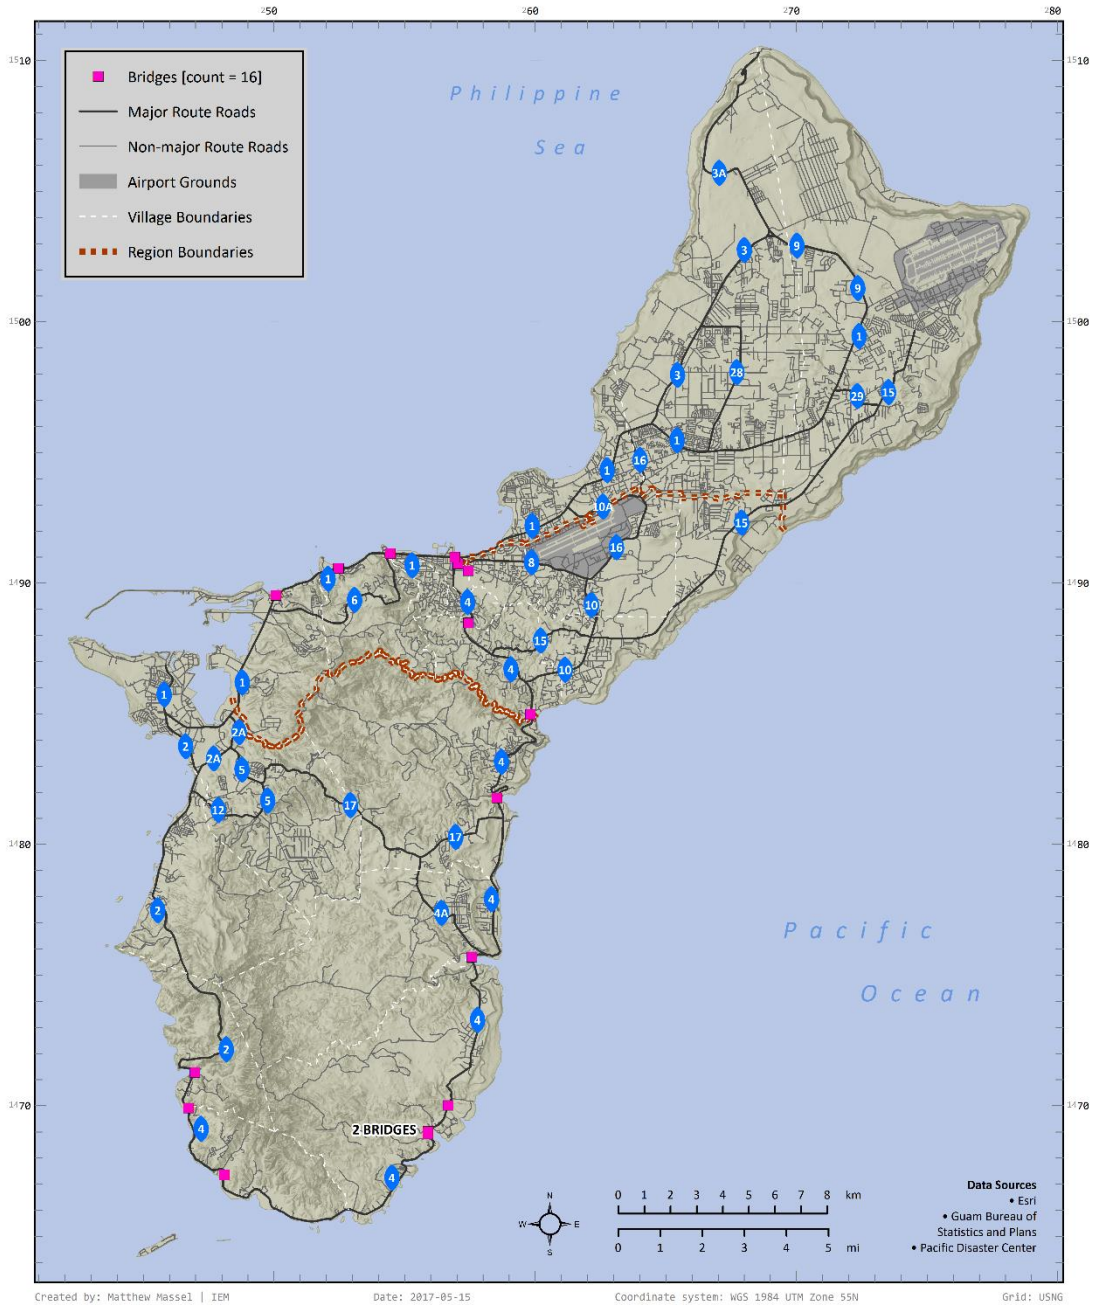 250 260 270 280
1510 1510
Bridges [count = 16]
Major Route Roads
Non-major Route Roads
Airport Grounds
Village Boundaries
Region Boundaries
Philippine
Sea
3A
3
9
9
1500 1500
1
3
28
29
15
1
16
1
10A
1
15
16
8
1490 1490
1
1
6
4
10
15
4
10
1
1
2A
2
2A
4
5
5
12
17
17
1480 1480
2
4A
4
Pacific
Ocean
4
2
1470 1470
2 BRIDGES
4
4
N
W E
S
0 1 2 3 4 5 6 7 8 km
0 1 2 3 4 5 mi
Data Sources
• Esri
• Guam Bureau of
Statistics and Plans
• Pacific Disaster Center
Created by: Matthew Massel | IEM Date: 2017-05-15 Coordinate system: WGS 1984 UTM Zone 55N Grid: USNG